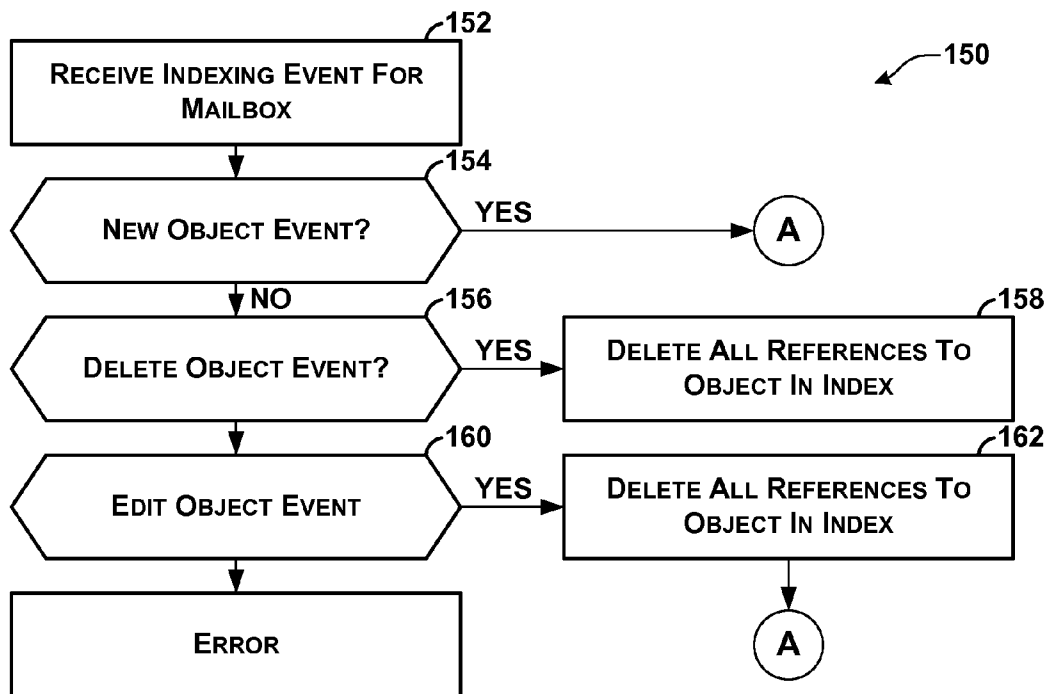 152
RECEIVE INDEXING EVENT FOR
MAILBOX
150
154
NEW OBJECT EVENT?
YES
A
NO
156
DELETE OBJECT EVENT?
YES
158
DELETE ALL REFERENCES TO
OBJECT IN INDEX
160
EDIT OBJECT EVENT
YES
162
DELETE ALL REFERENCES TO
OBJECT IN INDEX
ERROR
A